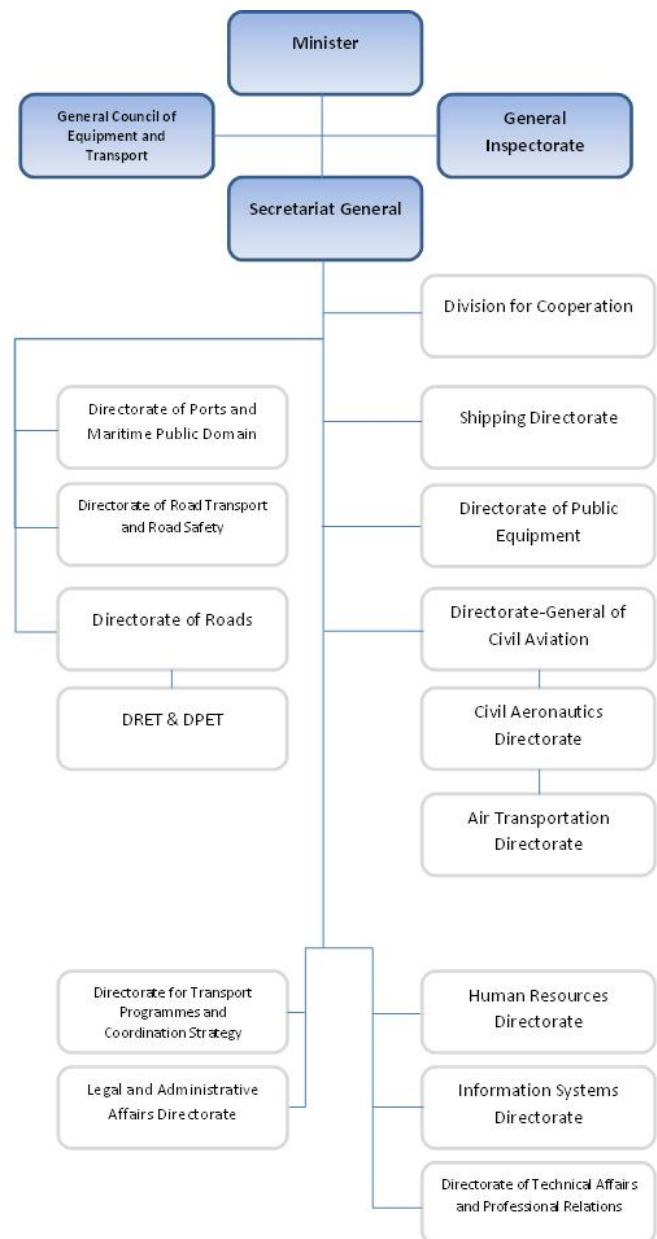 Minister
General Council of
Equipment and
Transport
General
Inspectorate
Secretariat General
Division for Cooperation
Directorate of Ports and
Maritime Public Domain
Shipping Directorate
Directorate of Road Transport
and Road Safety
Directorate of Public
Equipment
Directorate of Roads
Directorate-General of
Civil Aviation
DRET & DPET
Civil Aeronautics
Directorate
Air Transportation
Directorate
Directorate for Transport
Programmes and
Coordination Strategy
Human Resources
Directorate
Legal and Administrative
Affairs Directorate
Information Systems
Directorate
Directorate of Technical Affairs
and Professional Relations